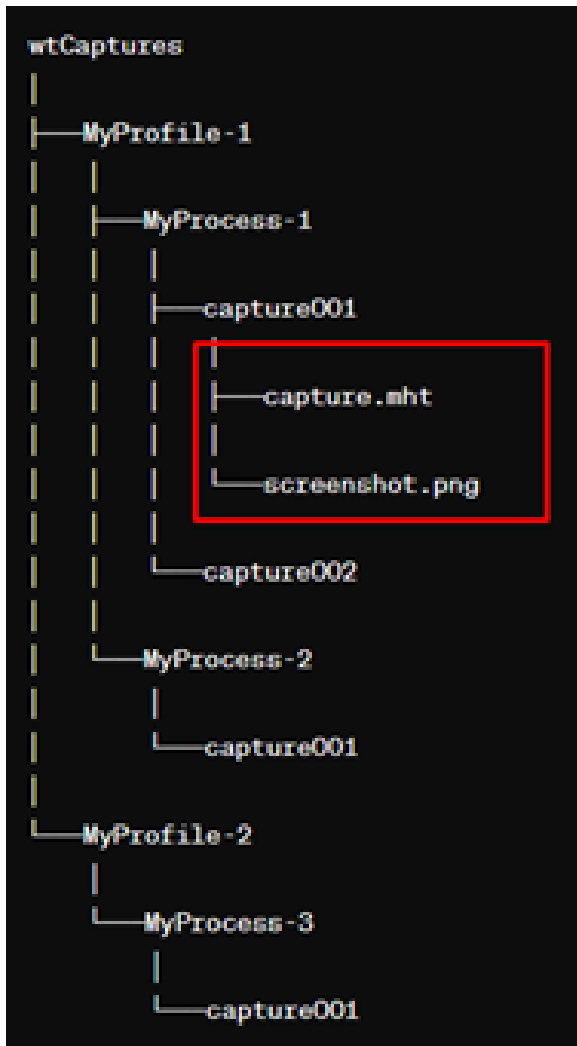 wtCaptures
MyProfile-1
MyProcess-1
capture001
capture.mht
screenshot.png
capture002
MyProcess-2
capture001
MyProfile-2
MyProcess-3
capture001